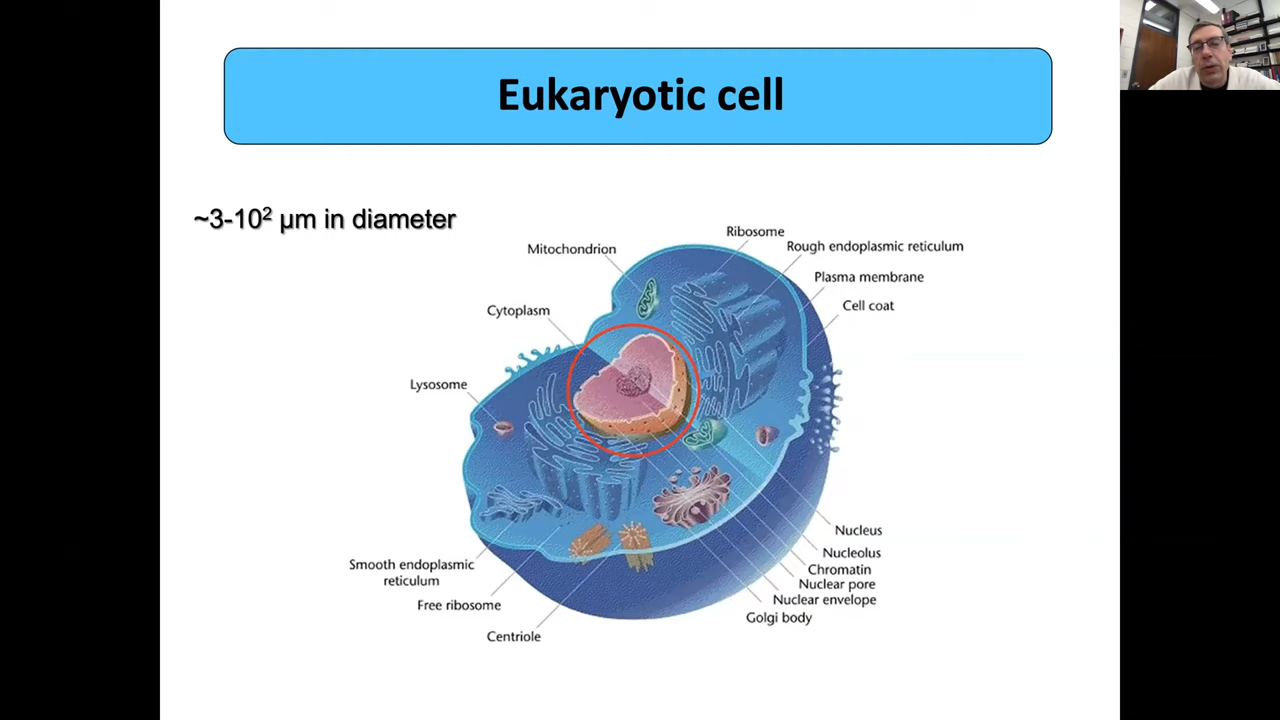 Eukaryotic cell
~3-10² µm in diameter
Ribosome
Mitochondrion
Rough endoplasmic reticulum
Plasma membrane
Cell coat
Cytoplasm
Lysosome
Nucleus
Nucleolus
Smooth endoplasmic
reticulum
Chromatin
Nuclear pore
Nuclear envelope
Free ribosome
Golgi body
Centriole